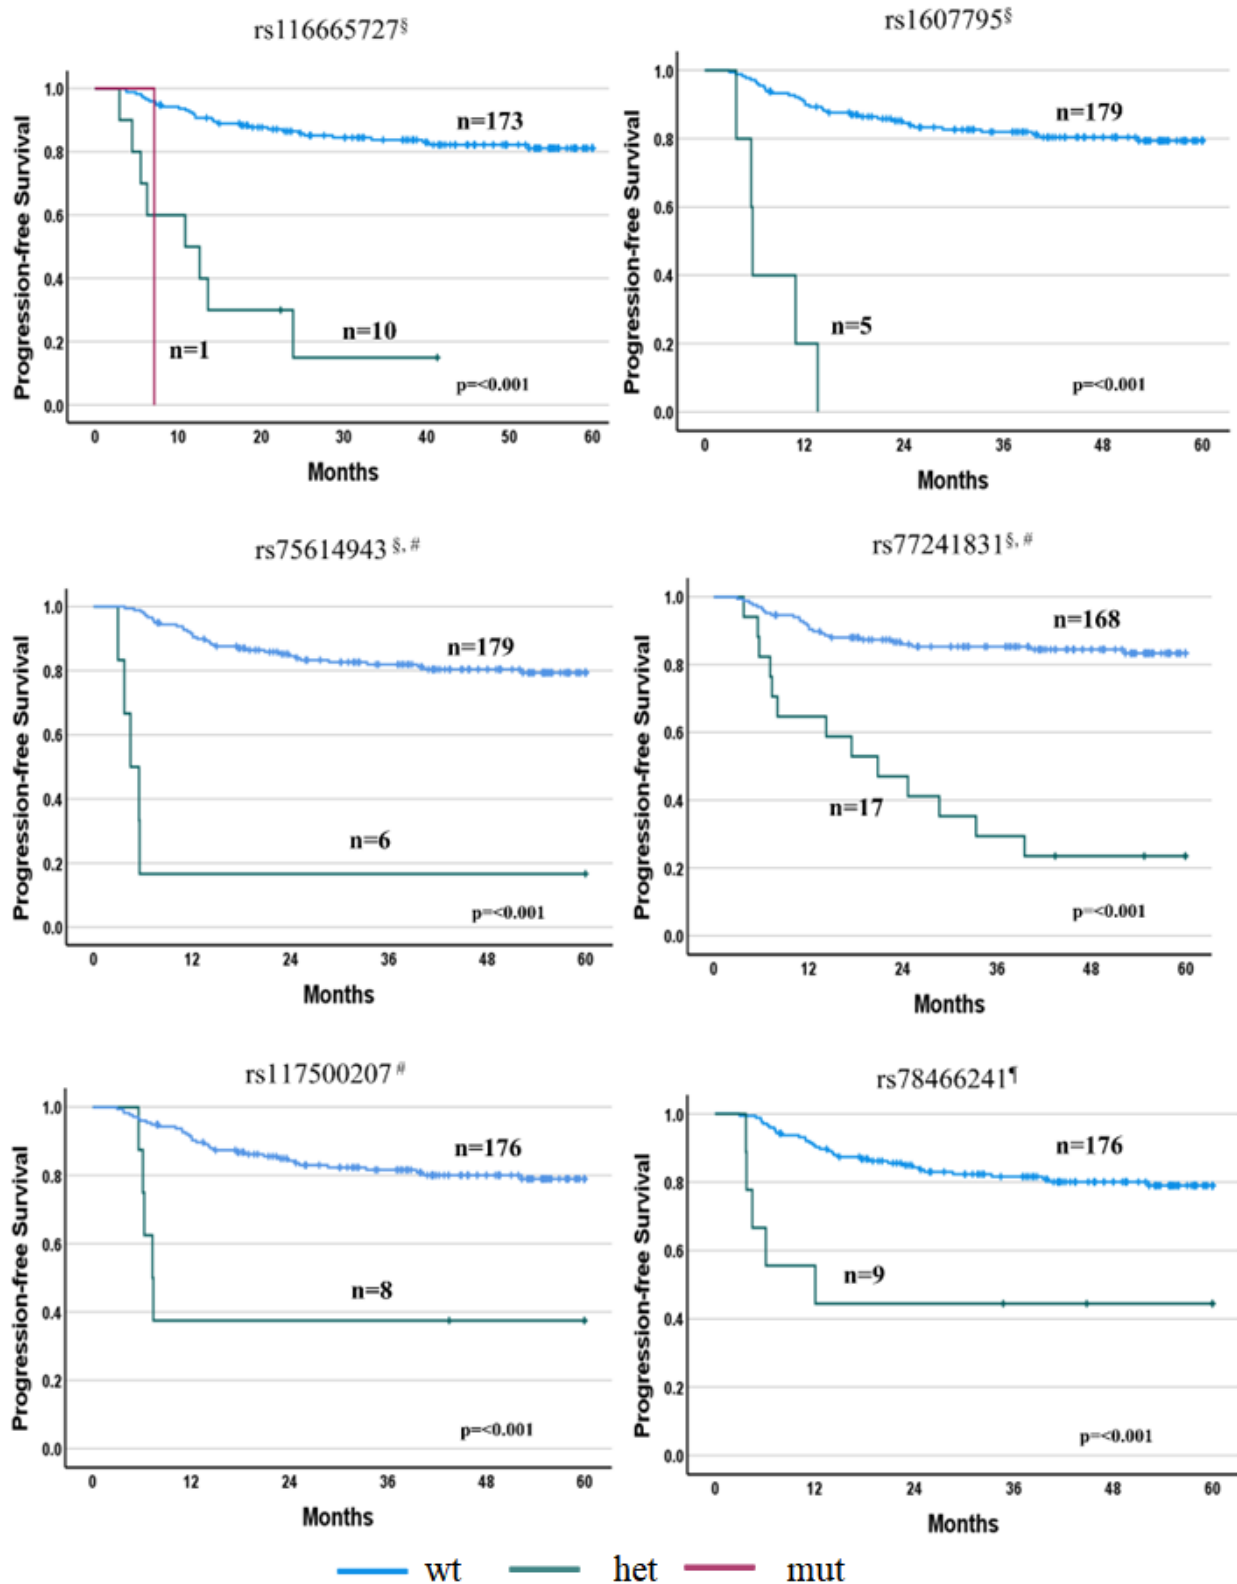 rs116665727§
Progression-free Survival
1.0
0.8
0.6
0.4
0.2
0.0
n=173
n=10
n=1
p=<0.001
0 10 20 30 40 50 60
Months
rs1607795§
Progression-free Survival
1.0
0.8
0.6
0.4
0.2
0.0
n=179
n=5
p=<0.001
0 12 24 36 48 60
Months
rs75614943 §, #
Progression-free Survival
1.0
0.8
0.6
0.4
0.2
0.0
n=179
n=6
p=<0.001
0 12 24 36 48 60
Months
rs77241831§, #
Progression-free Survival
1.0
0.8
0.6
0.4
0.2
0.0
n=168
n=17
p=<0.001
0 12 24 36 48 60
Months
rs117500207 #
Progression-free Survival
1.0
0.8
0.6
0.4
0.2
0.0
n=176
n=8
p=<0.001
0 12 24 36 48 60
Months
rs78466241¶
Progression-free Survival
1.0
0.8
0.6
0.4
0.2
0.0
n=176
n=9
p=<0.001
0 12 24 36 48 60
Months
wt het mut